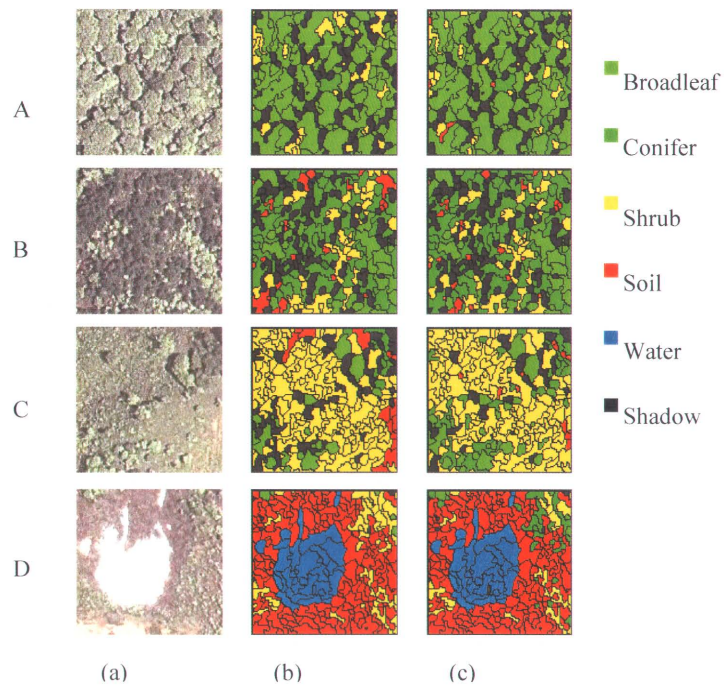 A
B
C
D
Broadleaf
Conifer
Shrub
Soil
Water
Shadow
(a)
(b)
(c)